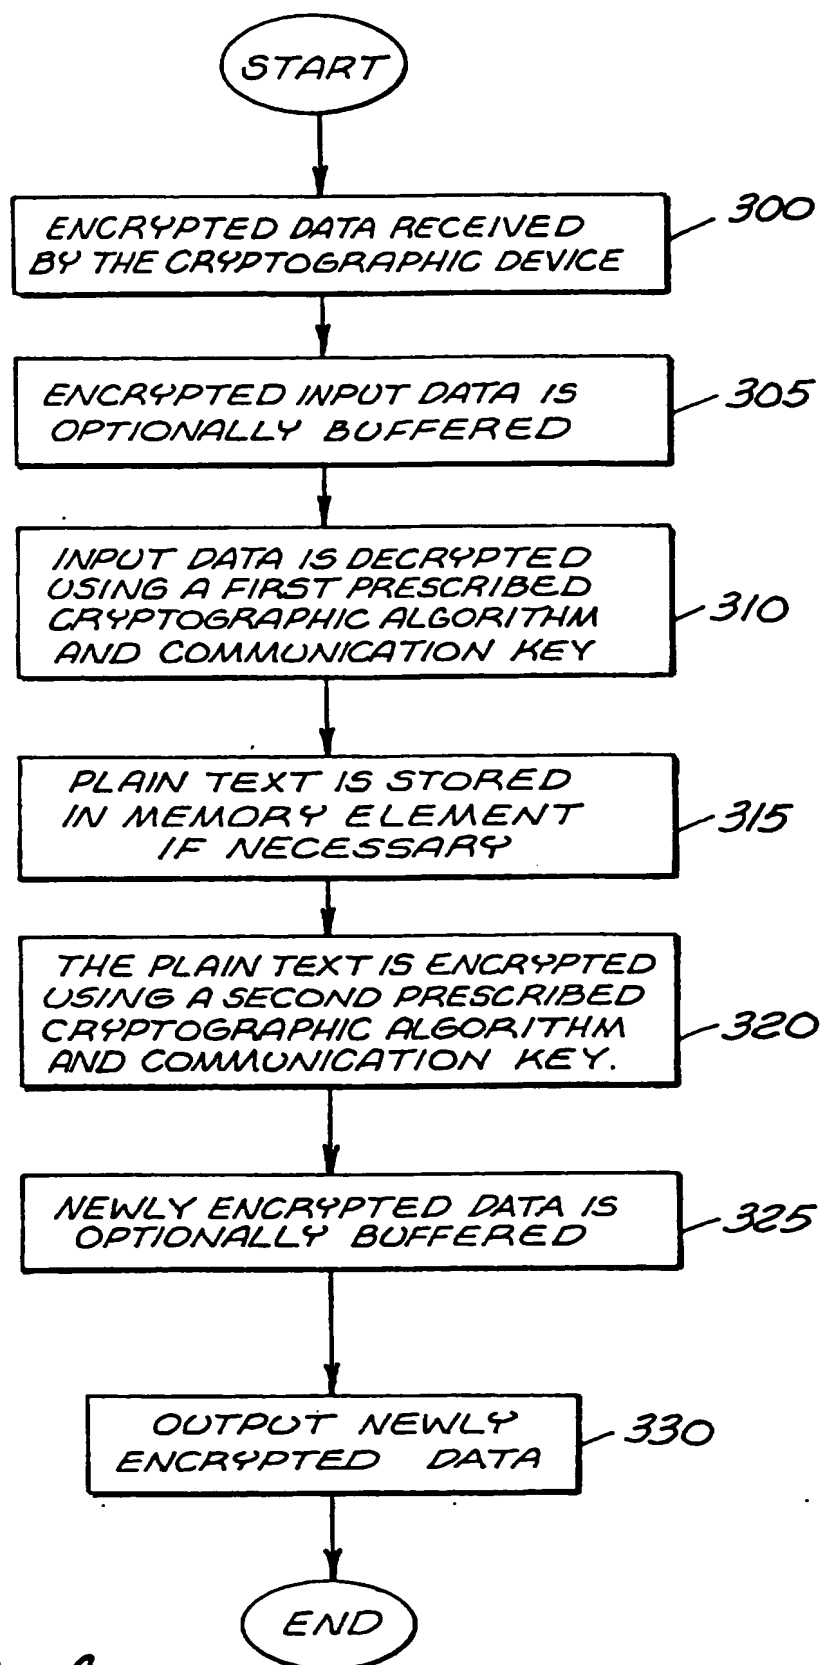 START
ENCRYPTED DATA RECEIVED
BY THE CRYPTOGRAPHIC DEVICE
300
ENCRYPTED INPUT DATA IS
OPTIONALLY BUFFERED
305
INPUT DATA IS DECRYPTED
USING A FIRST PRESCRIBED
CRYPTOGRAPHIC ALGORITHM
AND COMMUNICATION KEY
310
PLAIN TEXT IS STORED
IN MEMORY ELEMENT
IF NECESSARY
315
THE PLAIN TEXT IS ENCRYPTED
USING A SECOND PRESCRIBED
CRYPTOGRAPHIC ALGORITHM
AND COMMUNICATION KEY.
320
NEWLY ENCRYPTED DATA IS
OPTIONALLY BUFFERED
325
OUTPUT NEWLY
ENCRYPTED DATA
330
END